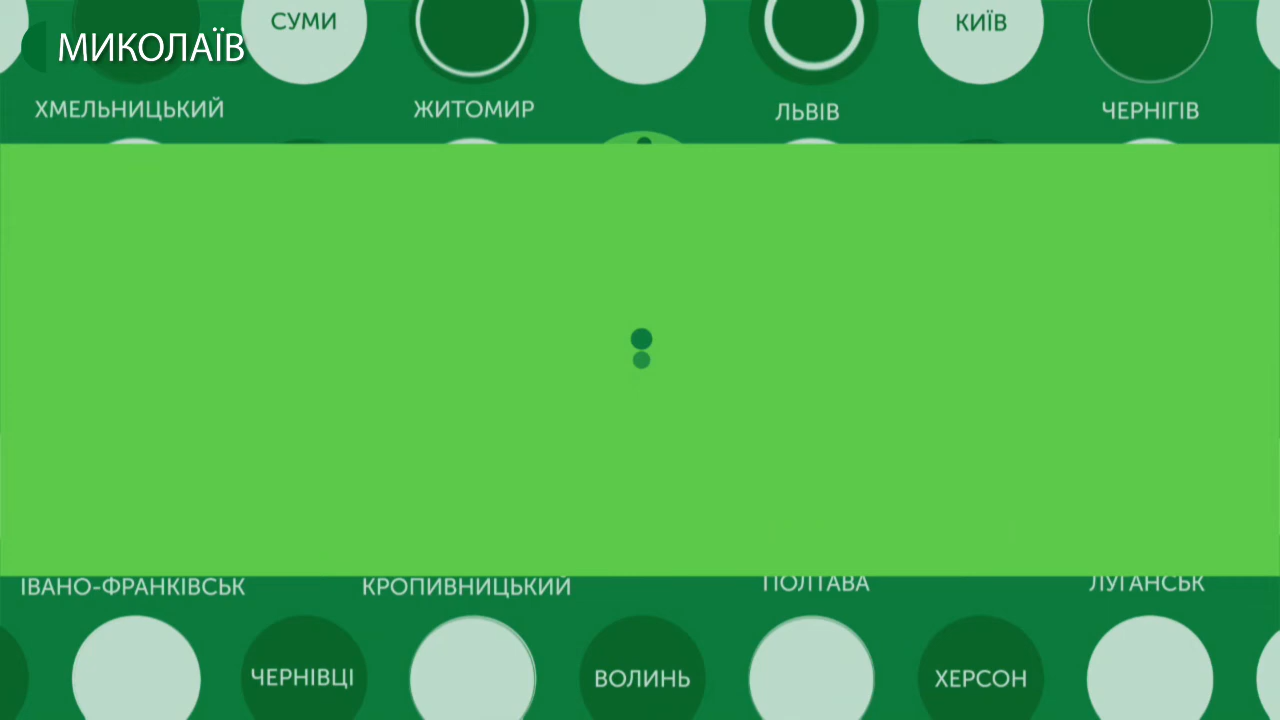 МИКОЛАЇВ
СУМИ
КИЇВ
ХМЕЛЬНИЦЬКИЙ
ЖИТОМИР
ЛЬВІВ
ЧЕРНІГІВ
ІВАНО-ФРАНКІВСЬК
КРОПИВНИЦЬКИЙ
ПОЛТАВА
ЛУГАНСЬК
ЧЕРНІВЦІ
ВОЛИНЬ
ХЕРСОН